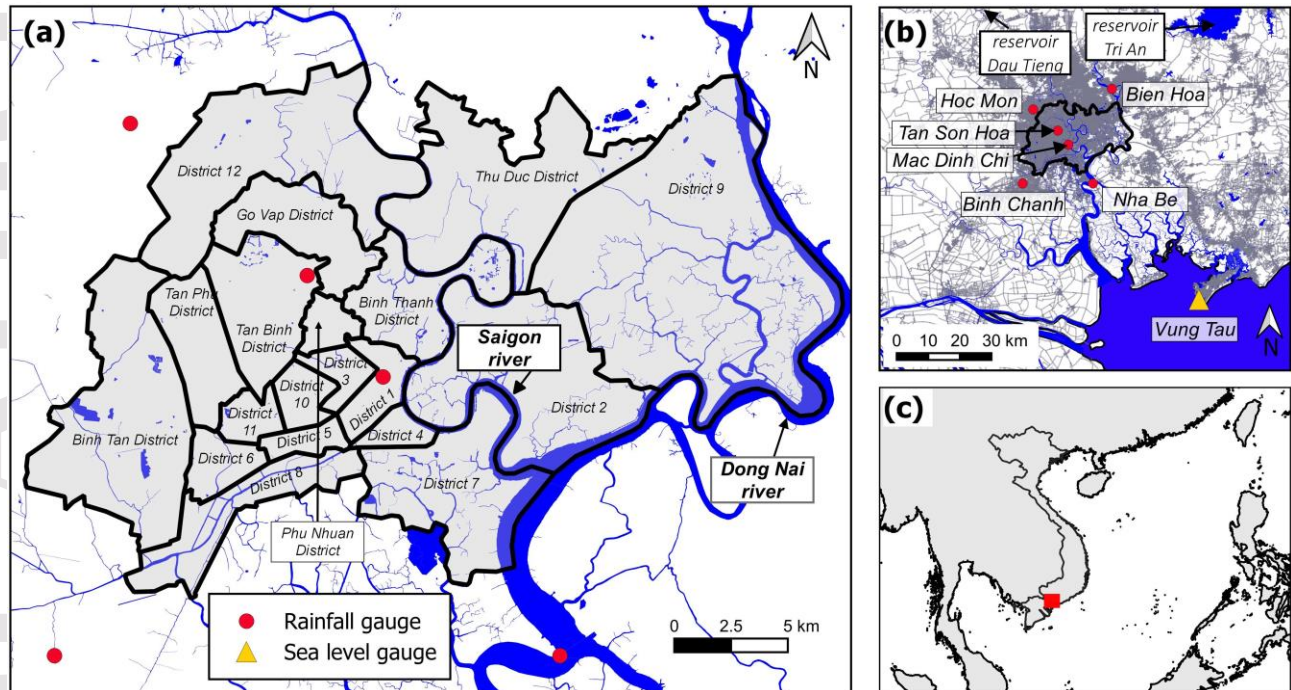 (a)
N
District 12
Thu Duc District
District 9
Go Vap District
Tan Phu
District
Tan Binh
District
Binh Thanh
District
Saigon
river
District
3
District
10
District 1
District 2
District
11
District 5
District 4
Binh Tan District
District 6
District 8
District 7
Dong Nai
river
Phu Nhuan
District
Rainfall gauge
Sea level gauge
0 2.5 5 km
(b)
reservoir
Dau Tieng
reservoir
Tri An
Hoc Mon
Bien Hoa
Tan Son Hoa
Mac Dinh Chi
Binh Chanh
Nha Be
Vung Tau
0 10 20 30 km
N
(c)